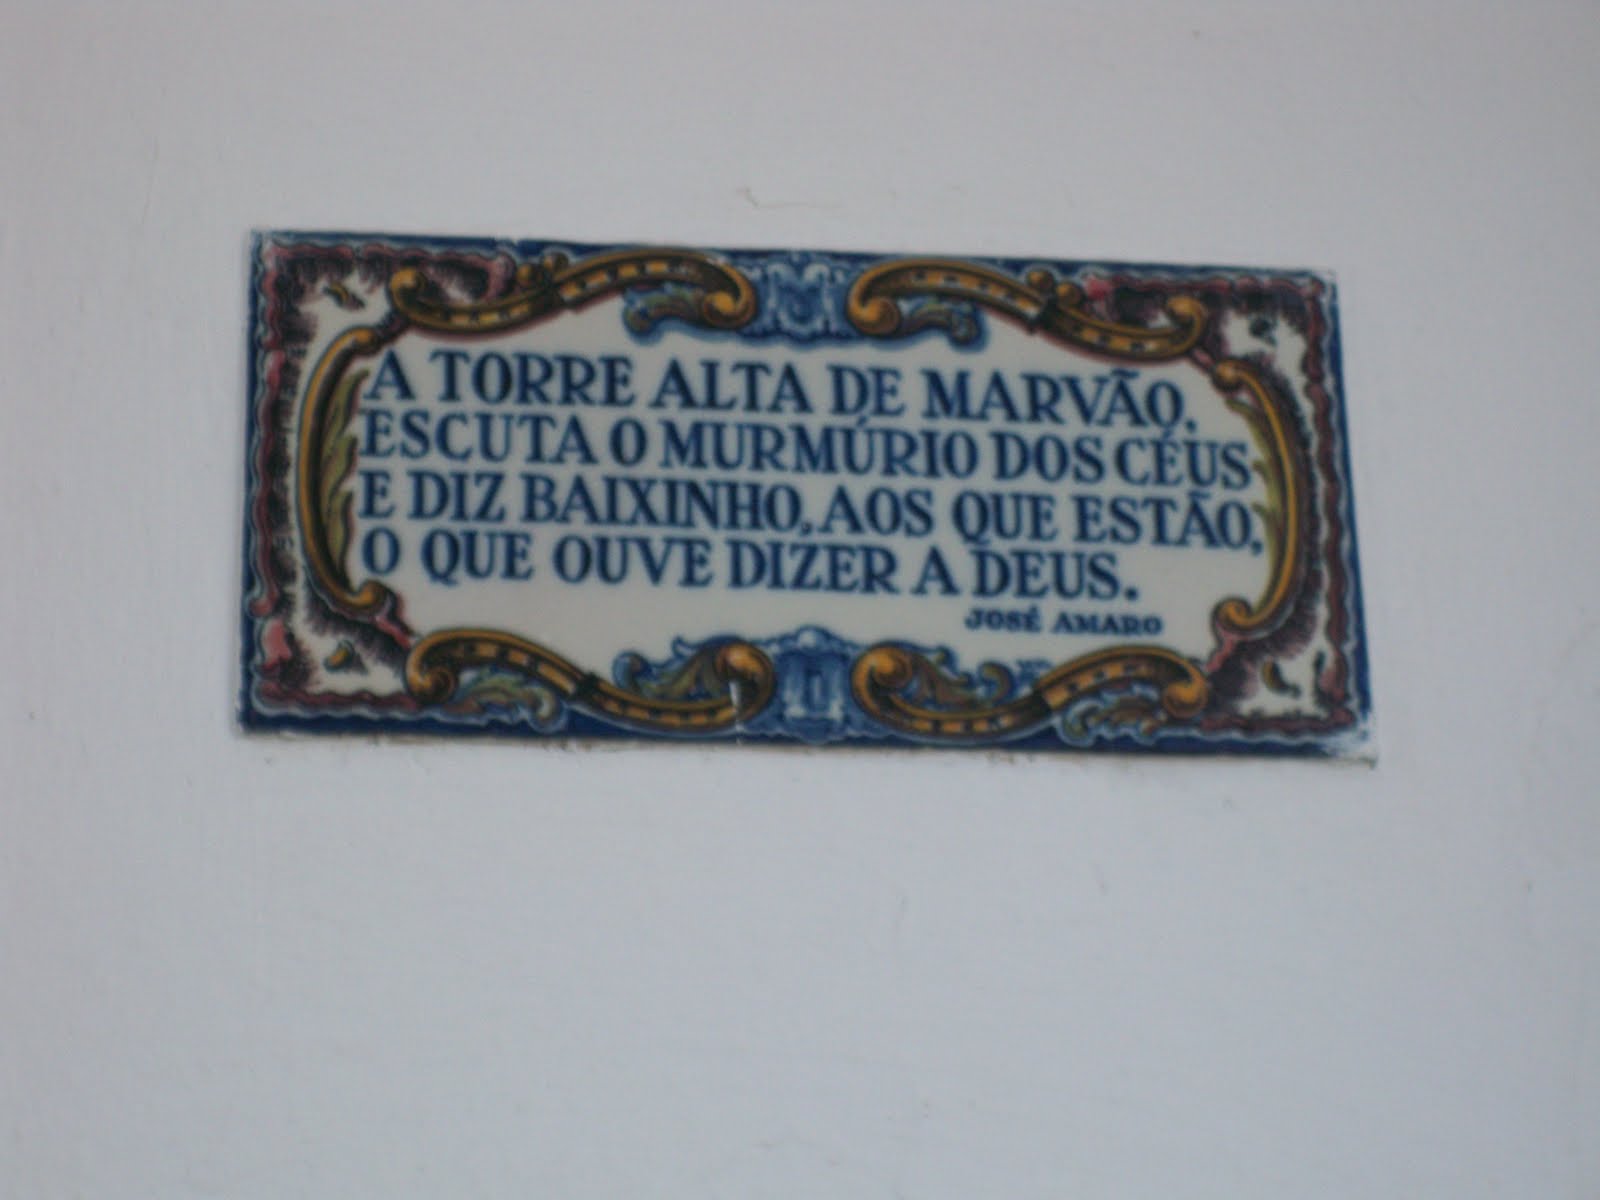 A TORRE ALTA DE MARVÃO,
ESCUTA O MURMÚRIO DOS CÉUS
E DIZ BAIXINHO, AOS QUE ESTÃO,
O QUE OUVE DIZER A DEUS.
JOSÉ AMARO